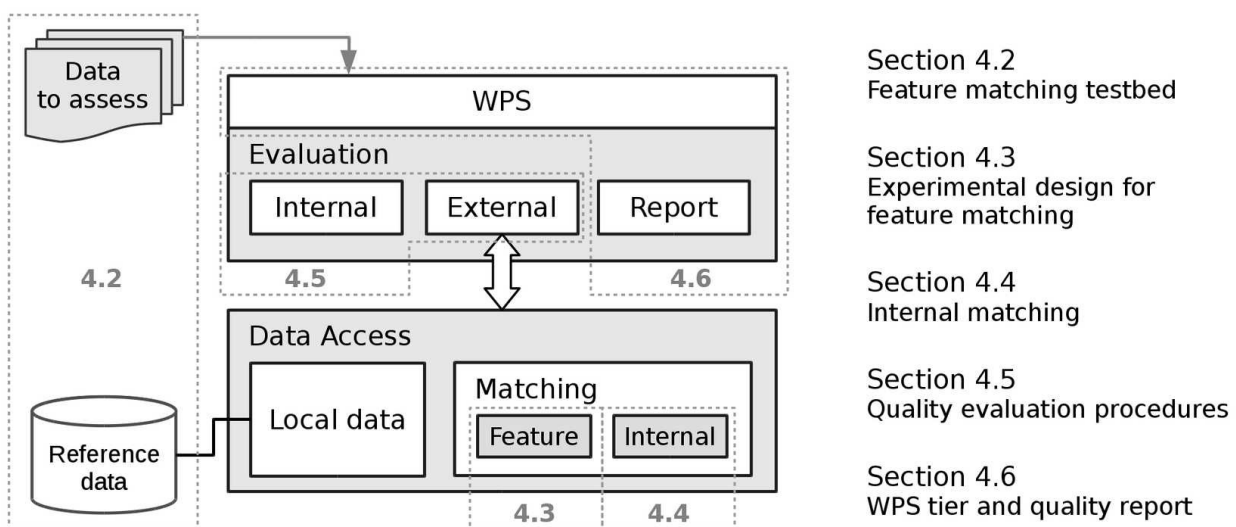 Data
to assess
WPS
Evaluation
Internal
External
Report
4.2
4.5
4.6
Data Access
Local data
Matching
Feature
Internal
Reference
data
4.3
4.4
Section 4.2
Feature matching testbed
Section 4.3
Experimental design for
feature matching
Section 4.4
Internal matching
Section 4.5
Quality evaluation procedures
Section 4.6
WPS tier and quality report